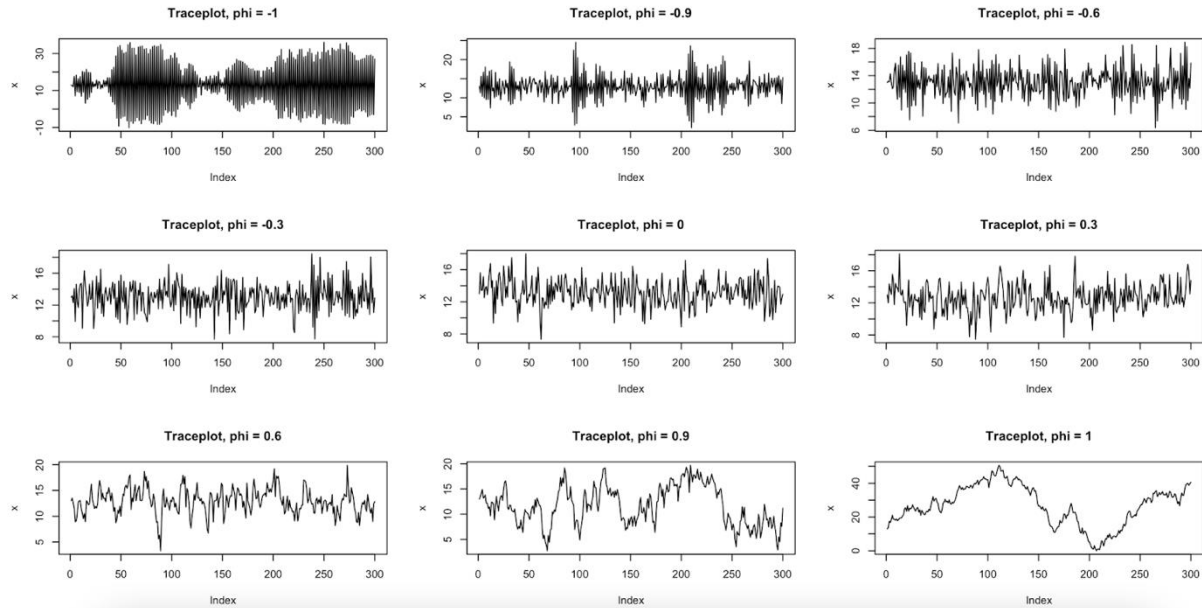 Traceplot, phi = -1
x
30
10
-10
0 50 100 150 200 250 300
Index
Traceplot, phi = -0.9
x
20
15
10
5
0 50 100 150 200 250 300
Index
Traceplot, phi = -0.6
x
18
14
10
6
0 50 100 150 200 250 300
Index
Traceplot, phi = -0.3
x
16
12
8
0 50 100 150 200 250 300
Index
Traceplot, phi = 0
x
16
12
8
0 50 100 150 200 250 300
Index
Traceplot, phi = 0.3
x
16
12
8
0 50 100 150 200 250 300
Index
Traceplot, phi = 0.6
x
20
15
10
5
0 50 100 150 200 250 300
Index
Traceplot, phi = 0.9
x
20
15
10
5
0 50 100 150 200 250 300
Index
Traceplot, phi = 1
x
40
20
0
0 50 100 150 200 250 300
Index